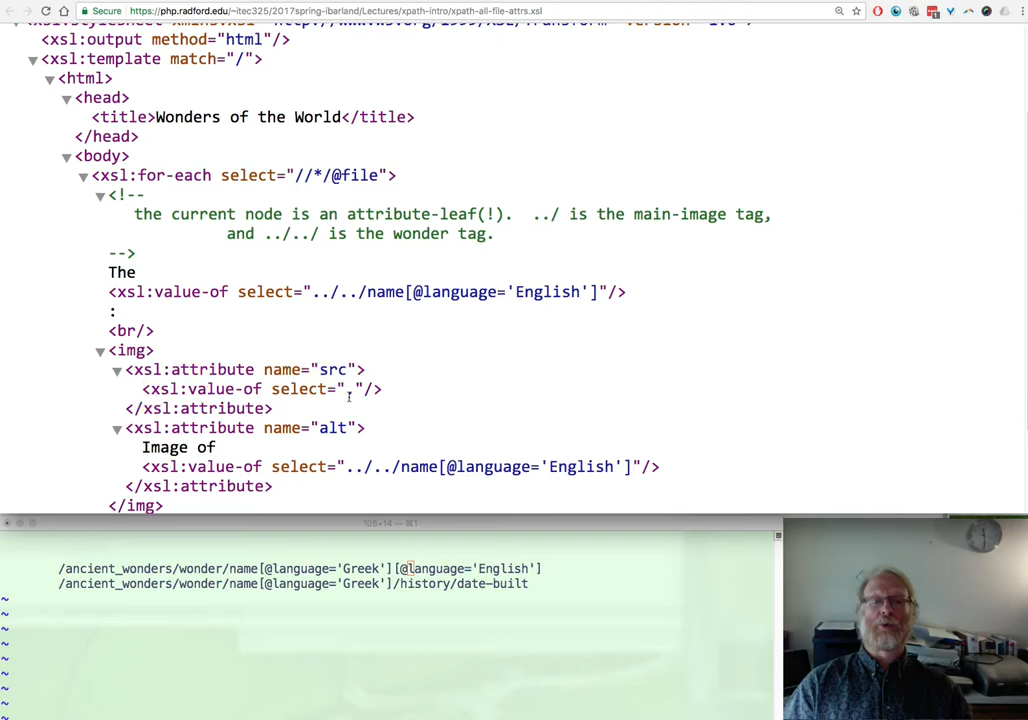 Secure https://php.radford.edu/~itec325/2017spring-ibarland/Lectures/xpath-intro/xpath-all-file-attrs.xsl
<xsl:output method="html"/>
<xsl:template match="/">
<html>
<head>
<title>Wonders of the World</title>
</head>
<body>
<xsl:for-each select="//*/@file">
<!--
the current node is an attribute-leaf(!).  ../ is the main-image tag,
and ../../ is the wonder tag.
-->
The
<xsl:value-of select="../../name[@language='English']"/>
:
<br/>
<img>
<xsl:attribute name="src">
<xsl:value-of select="."/>
</xsl:attribute>
<xsl:attribute name="alt">
Image of
<xsl:value-of select="../../name[@language='English']"/>
</xsl:attribute>
</img>
108×14 — ⌘1
/ancient_wonders/wonder/name[@language='Greek'][@language='English']
/ancient_wonders/wonder/name[@language='Greek']/history/date-built
~
~
~
~
~
~
~
~